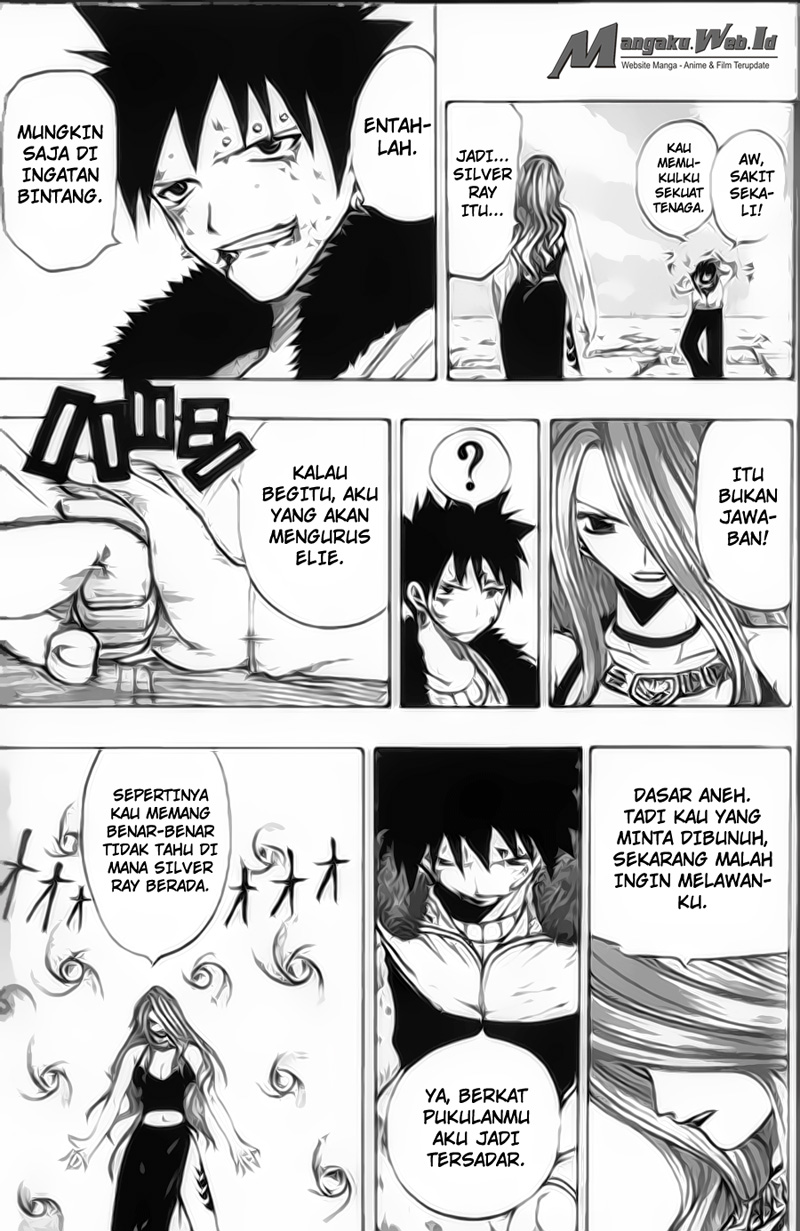 Mangaku.Web.Id
Website Manga - Anime & Film Terupdate
AW,
SAKIT
SEKA-
LI!
KAU
MEMU-
KULKU
SEKUAT
TENAGA.
JADI...
SILVER
RAY
ITU...
ENTAH-
LAH.
MUNGKIN
SAJA DI
INGATAN
BINTANG.
ITU
BUKAN
JAWA-
BAN!
?
KALAU
BEGITU, AKU
YANG AKAN
MENGURUS
ELIE.
DASAR ANEH.
TADI KAU YANG
MINTA DIBUNUH,
SEKARANG MALAH
INGIN MELAWAN-
KU.
YA, BERKAT
PUKULANMU
AKU JADI
TERSADAR.
SEPERTINYA
KAU MEMANG
BENAR-BENAR
TIDAK TAHU DI
MANA SILVER
RAY BERADA.